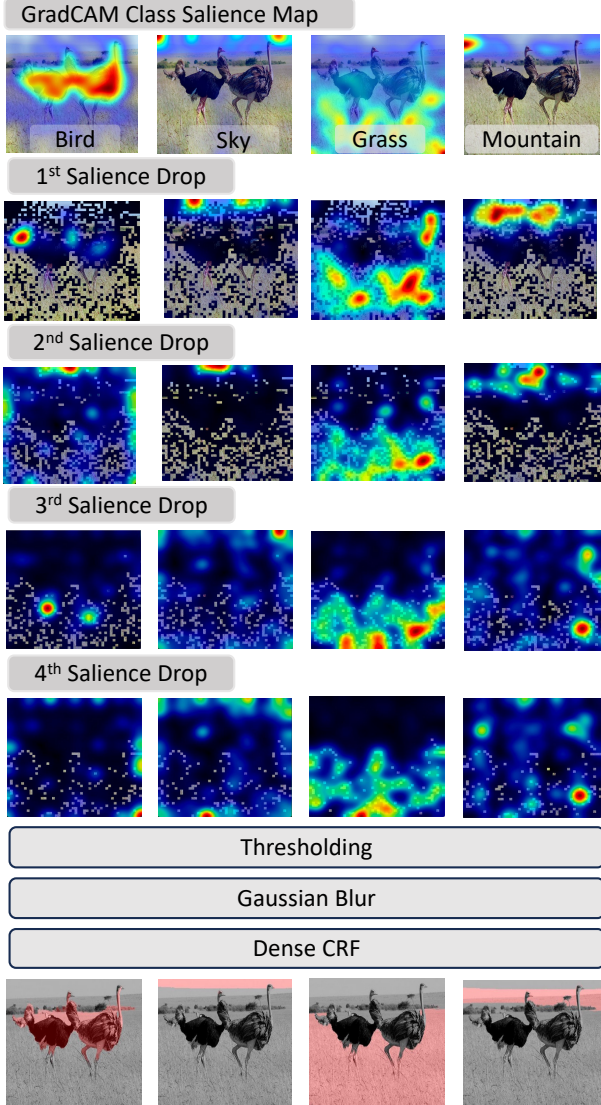 GradCAM Class Salience Map
Bird
Sky
Grass
Mountain
1st Salience Drop
2nd Salience Drop
3rd Salience Drop
4th Salience Drop
Thresholding
Gaussian Blur
Dense CRF